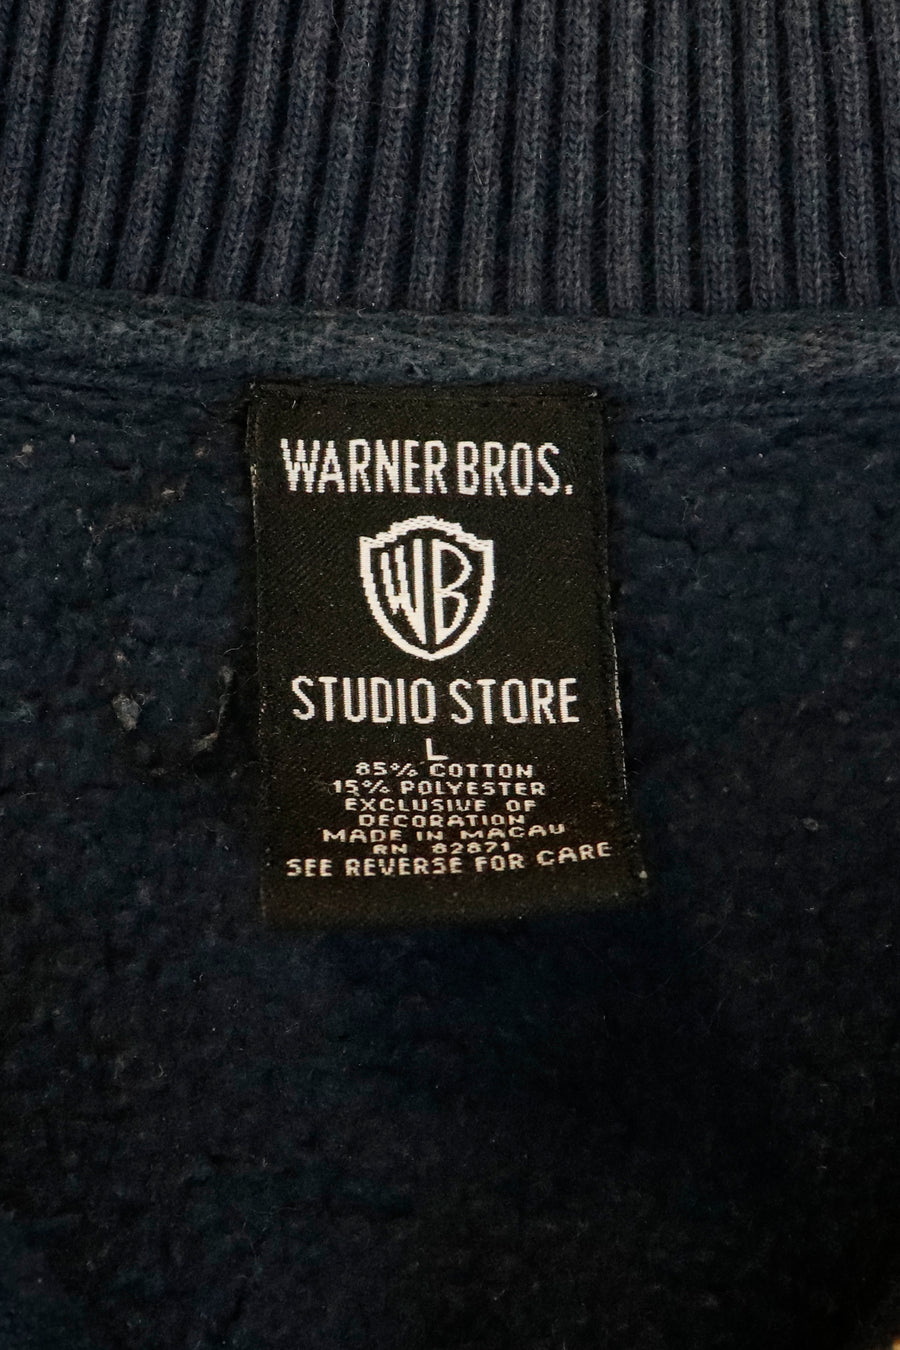 WARNER BROS.
WB
STUDIO STORE
L
85% COTTON
15% POLYESTER
EXCLUSIVE OF
DECORATION
MADE IN MACAU
RN 82871
SEE REVERSE FOR CARE